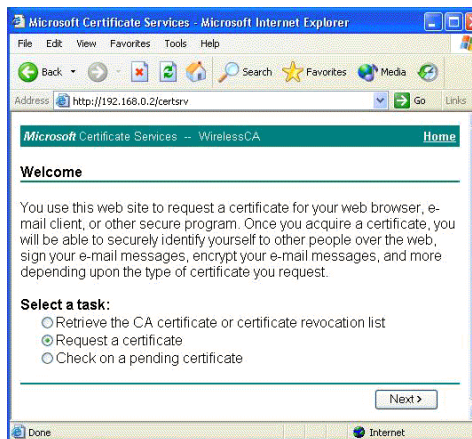 Microsoft Certificate Services - Microsoft Internet Explorer
File Edit View Favorites Tools Help
Back Search Favorites Media
Address http://192.168.0.2/certsrv Go Links
Microsoft Certificate Services -- WirelessCA Home
Welcome
You use this web site to request a certificate for your web browser, e-
mail client, or other secure program. Once you acquire a certificate, you
will be able to securely identify yourself to other people over the web,
sign your e-mail messages, encrypt your e-mail messages, and more
depending upon the type of certificate you request.
Select a task:
Retrieve the CA certificate or certificate revocation list
Request a certificate
Check on a pending certificate
Next >
Done Internet